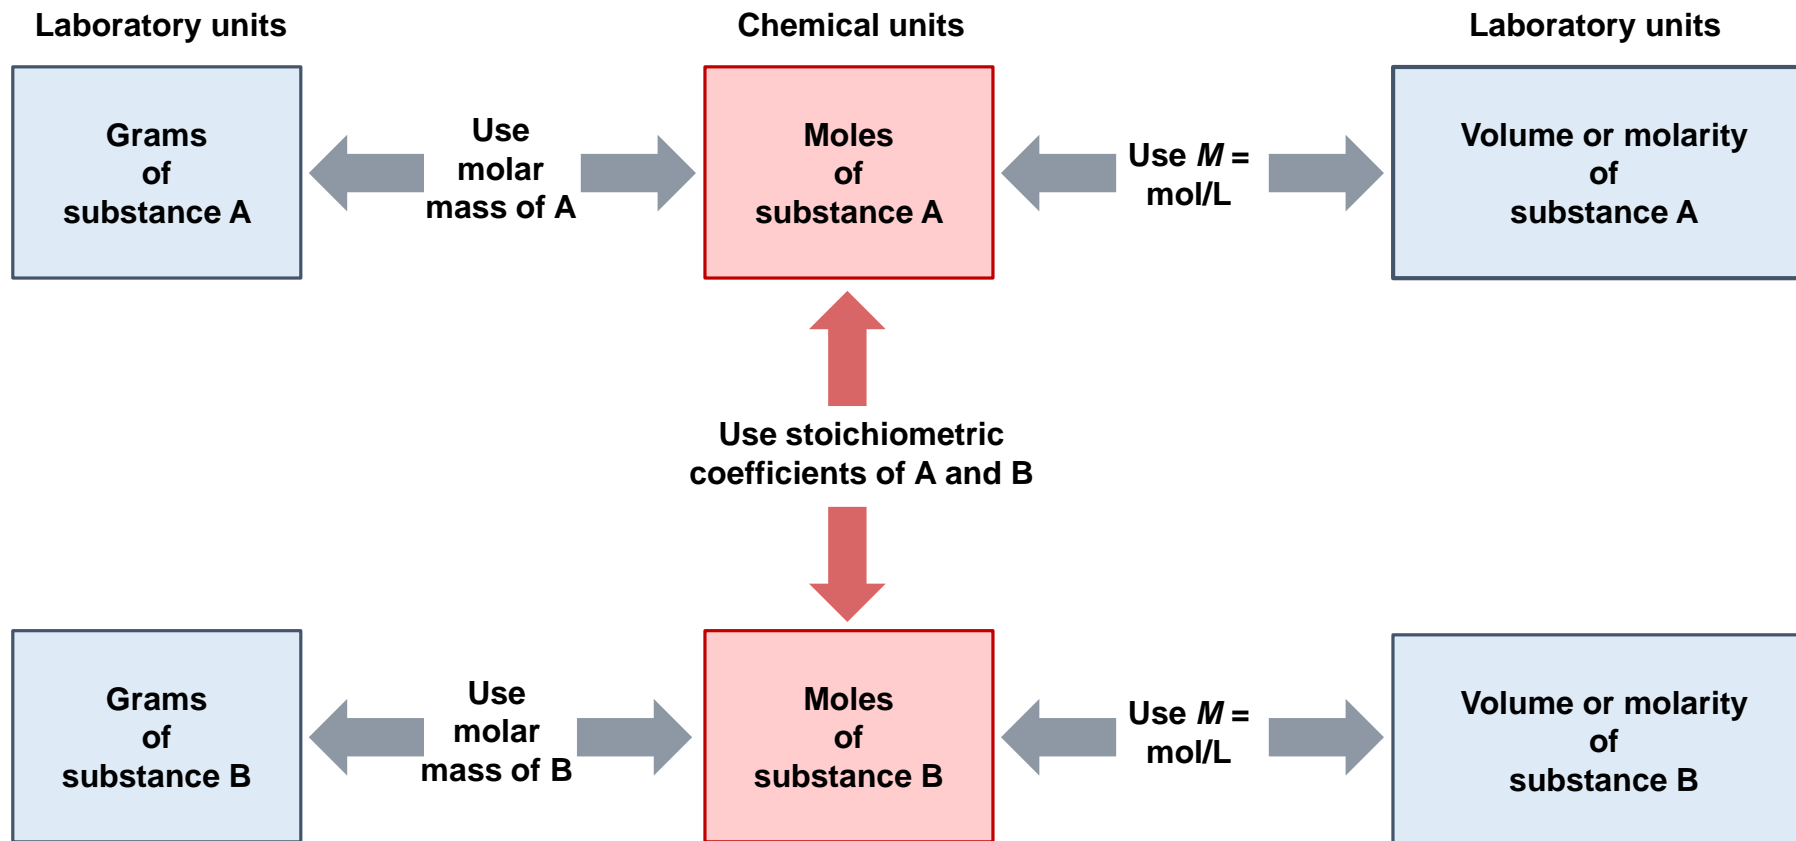 Laboratory units
Chemical units
Laboratory units
Grams
of
substance A
Use
molar
mass of A
Moles
of
substance A
Use M =
mol/L
Volume or molarity
of
substance A
Use stoichiometric
coefficients of A and B
Grams
of
substance B
Use
molar
mass of B
Moles
of
substance B
Use M =
mol/L
Volume or molarity
of
substance B